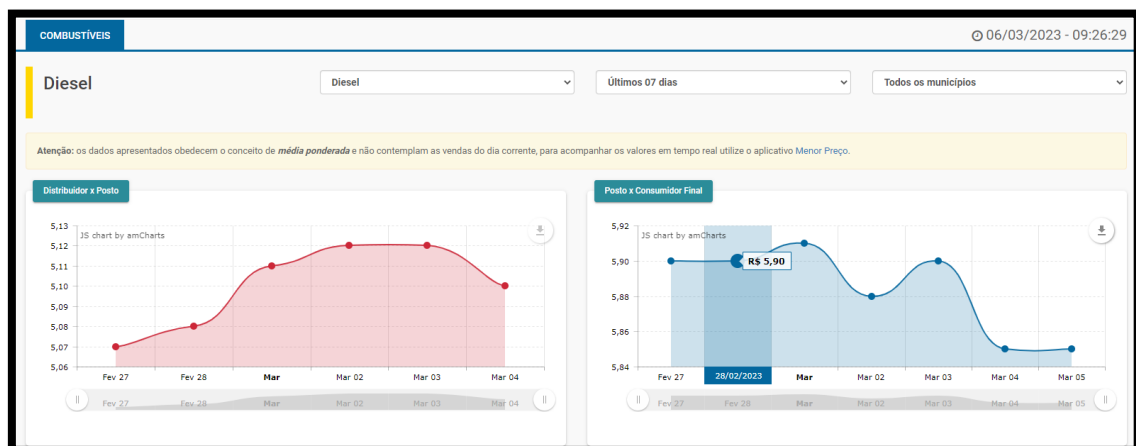 COMBUSTÍVEIS
06/03/2023 - 09:26:29
Diesel
Diesel
Últimos 07 dias
Todos os municípios
Atenção: os dados apresentados obedecem o conceito de média ponderada e não contemplam as vendas do dia corrente, para acompanhar os valores em tempo real utilize o aplicativo Menor Preço.
Distribuidor x Posto
JS chart by amCharts
5,13
5,12
5,11
5,10
5,09
5,08
5,07
5,06
Fev 27 Fev 28 Mar Mar 02 Mar 03 Mar 04
Fev 27 Fev 28 Mar Mar 02 Mar 03 Mar 04
Posto x Consumidor Final
JS chart by amCharts
5,92
5,90
5,88
5,86
5,84
R$ 5,90
Fev 27 28/02/2023 Mar Mar 02 Mar 03 Mar 04 Mar 05
Fev 27 Fev 28 Mar Mar 02 Mar 03 Mar 04 Mar 05